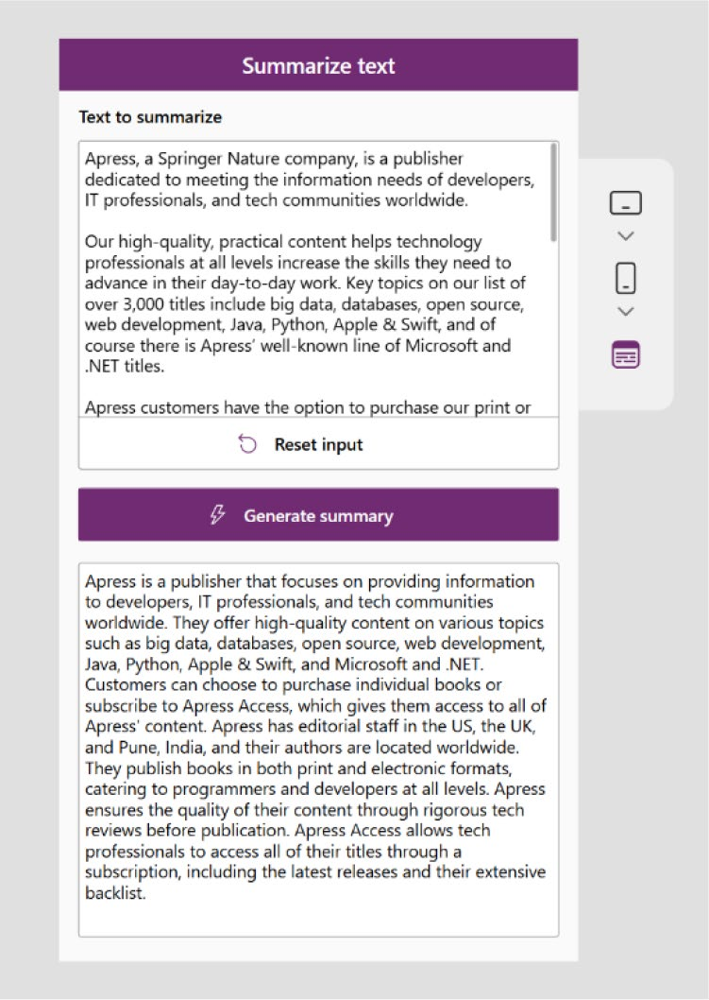 Summarize text
Text to summarize
Apress, a Springer Nature company, is a publisher
dedicated to meeting the information needs of developers,
IT professionals, and tech communities worldwide.
Our high-quality, practical content helps technology
professionals at all levels increase the skills they need to
advance in their day-to-day work. Key topics on our list of
over 3,000 titles include big data, databases, open source,
web development, Java, Python, Apple & Swift, and of
course there is Apress’ well-known line of Microsoft and
.NET titles.
Apress customers have the option to purchase our print or
Reset input
Generate summary
Apress is a publisher that focuses on providing information
to developers, IT professionals, and tech communities
worldwide. They offer high-quality content on various topics
such as big data, databases, open source, web development,
Java, Python, Apple & Swift, and Microsoft and .NET.
Customers can choose to purchase individual books or
subscribe to Apress Access, which gives them access to all of
Apress' content. Apress has editorial staff in the US, the UK,
and Pune, India, and their authors are located worldwide.
They publish books in both print and electronic formats,
catering to programmers and developers at all levels. Apress
ensures the quality of their content through rigorous tech
reviews before publication. Apress Access allows tech
professionals to access all of their titles through a
subscription, including the latest releases and their extensive
backlist.